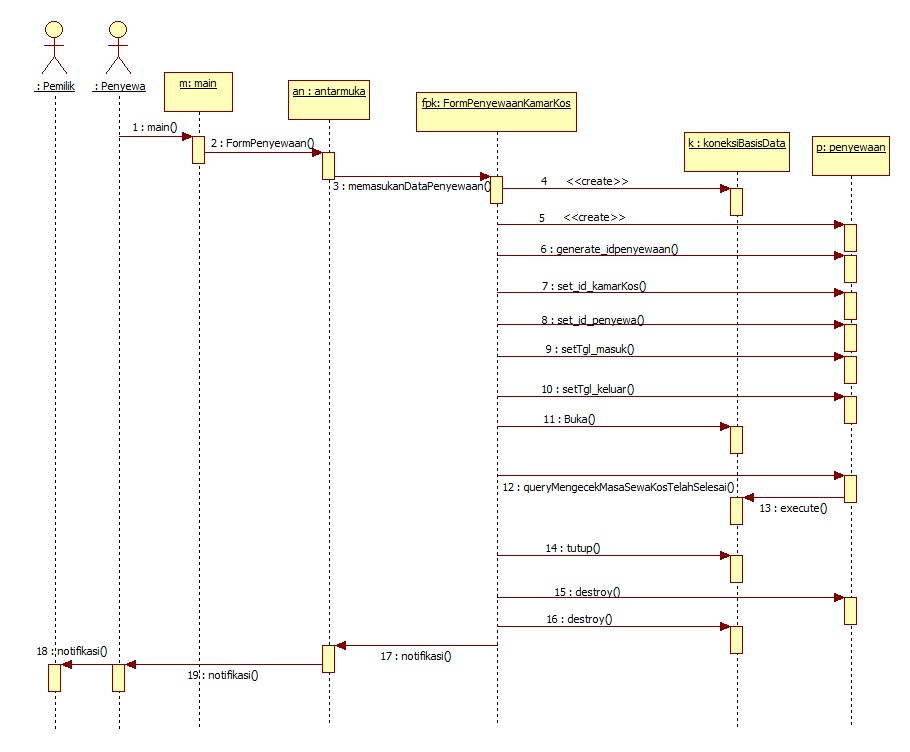 : Pemilik
: Penyewa
m: main
an : antarmuka
fpk: FormPenyewaanKamarKos
k : koneksiBasisData
p: penyewaan
1 : main()
2 : FormPenyewaan()
3 : memasukanDataPenyewaan()
4 <<create>>
5 <<create>>
6 : generate_idpenyewaan()
7 : set_id_kamarKos()
8 : set_id_penyewa()
9 : setTgl_masuk()
10 : setTgl_keluar()
11 : Buka()
12 : queryMengecekMasaSewaKosTelahSelesai()
13 : execute()
14 : tutup()
15 : destroy()
16 : destroy()
17 : notifikasi()
18 : notifikasi()
19 : notifikasi()